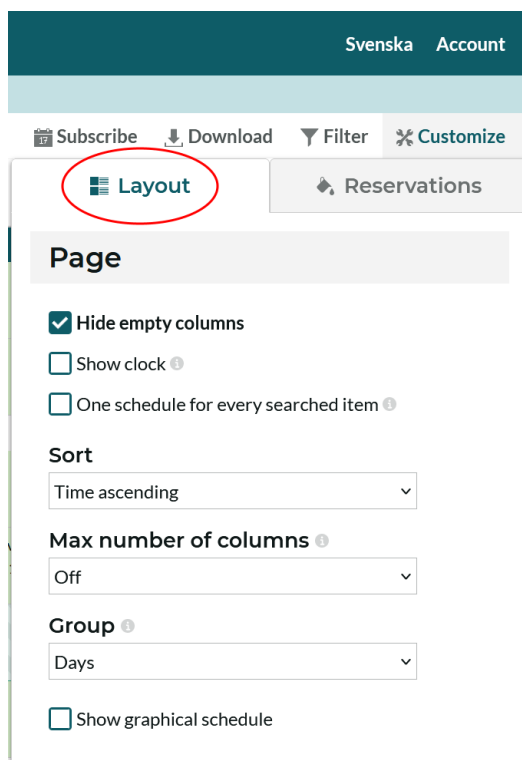 Svenska Account
17 Subscribe Download Filter Customize
Layout Reservations
Page
Hide empty columns
Show clock
One schedule for every searched item
Sort
Time ascending
Max number of columns
Off
Group
Days
Show graphical schedule